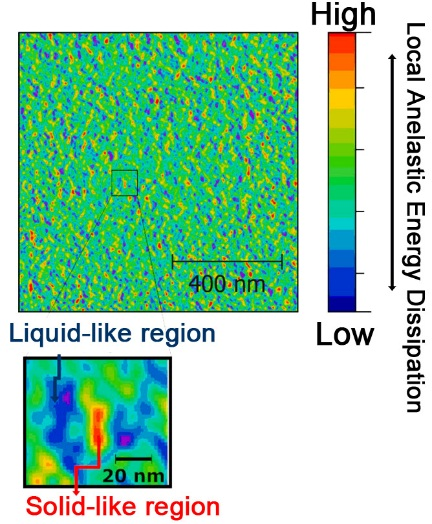 High
Local Anelastic Energy Dissipation
400 nm
Low
Liquid-like region
20 nm
Solid-like region